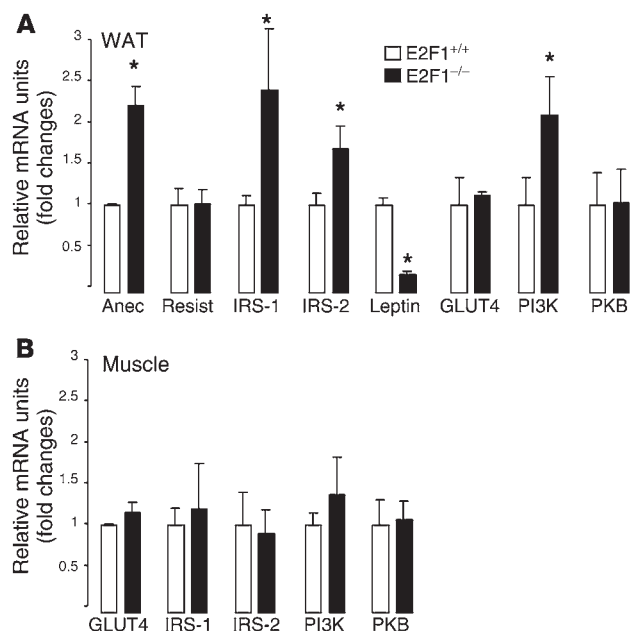 A
WAT
E2F1+/+
E2F1–/–
Relative mRNA units
(fold changes)
3
2.5
2
1.5
1
0.5
* * * * * 
Anec Resist IRS-1 IRS-2 Leptin GLUT4 PI3K PKB
B
Muscle
Relative mRNA units
(fold changes)
3
2.5
2
1.5
1
0.5
GLUT4 IRS-1 IRS-2 PI3K PKB